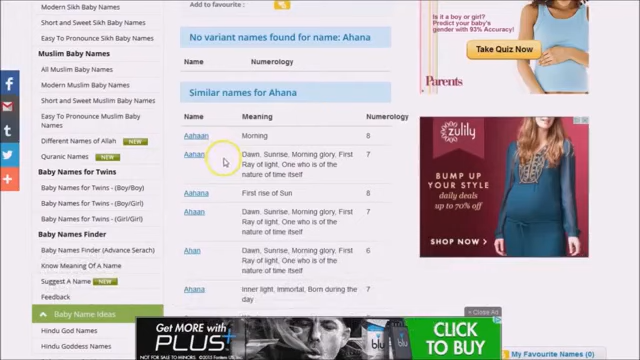 Modern Sikh Baby Names
Short and Sweet Sikh Baby Names
Easy To Pronounce Sikh Baby Names
Muslim Baby Names
All Muslim Baby Names
Modern Muslim Baby Names
Short and Sweet Muslim Baby Names
Easy To Pronounce Muslim Baby
Names
Different Names of Allah NEW
Quranic Names NEW
Baby Names for Twins
Baby Names for Twins - (Boy/Boy)
Baby Names for Twins - (Boy/Girl)
Baby Names for Twins - (Girl/Girl)
Baby Names Finder
Baby Names Finder (Advance Serach)
Know Meaning Of A Name
Suggest A Name NEW
Feedback
Baby Name Ideas
Hindu God Names
Hindu Goddess Names
Add to favourite :
No variant names found for name: Ahana
Name Numerology
Similar names for Ahana
Name Meaning Numerology
Aahaan Morning 8
Aahan Dawn, Sunrise, Morning glory, First 7
Ray of light, One who is of the
nature of time itself
Aahana First rise of Sun 8
Ahaan Dawn, Sunrise, Morning glory, First 7
Ray of light, One who is of the
nature of time itself
Ahan Dawn, Sunrise, Morning glory, First 6
Ray of light, One who is of the
nature of time itself
Ahana Inner light, Immortal, Born during the 7
day
Is it a boy or girl?
Predict your baby's
gender with 93% Accuracy!
Take Quiz Now
Parents
zulily
BUMP UP
YOUR STYLE
daily deals
up to 70% off
SHOP NOW >
Close Ad
Get MORE with
PLUS+
blu
CLICK
TO BUY
My Favourite Names (0)